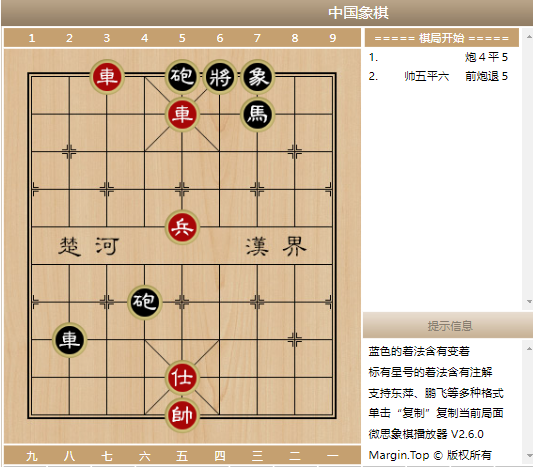 中国象棋
1 2 3 4 5 6 7 8 9
車 砲 將 象
車 馬
兵
楚 河 漢 界
砲
車
仕
帥
九 八 七 六 五 四 三 二 一
===== 棋局开始 =====
1. 炮４平５
2. 帅五平六 前炮退５
提示信息
蓝色的着法含有变着
标有星号的着法含有注解
支持东萍、鹏飞等多种格式
单击“复制”复制当前局面
微思象棋播放器 V2.6.0
Margin.Top © 版权所有